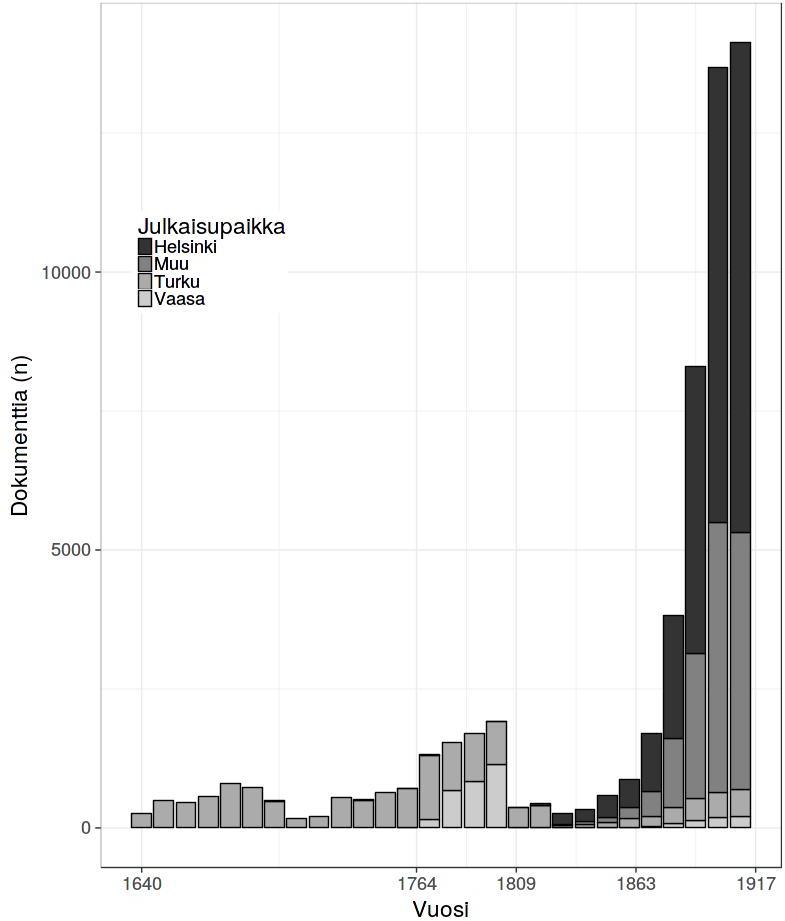 Julkaisupaikka
Helsinki
Muu
Turku
Vaasa
Dokumenttia (n)
10000
5000
0
1640
1764
1809
1863
1917
Vuosi